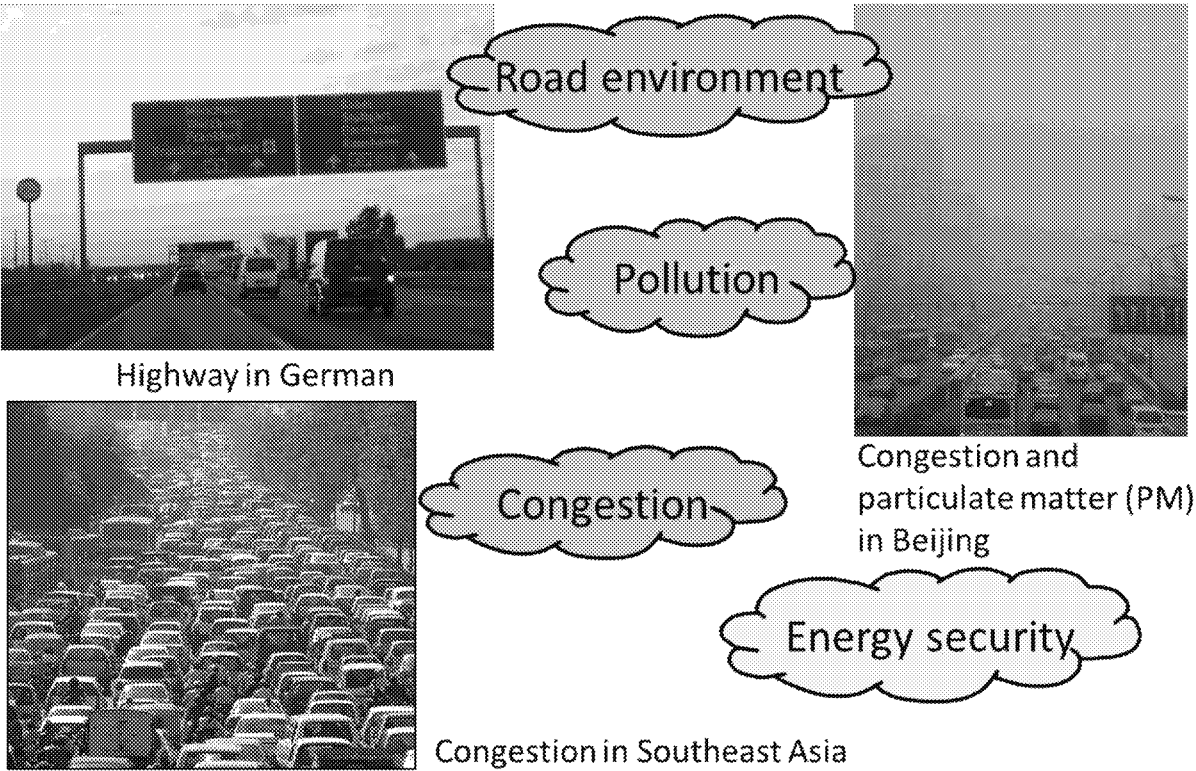 Road environment
Pollution
Highway in German
Congestion
Congestion and
particulate matter (PM)
in Beijing
Energy security
Congestion in Southeast Asia